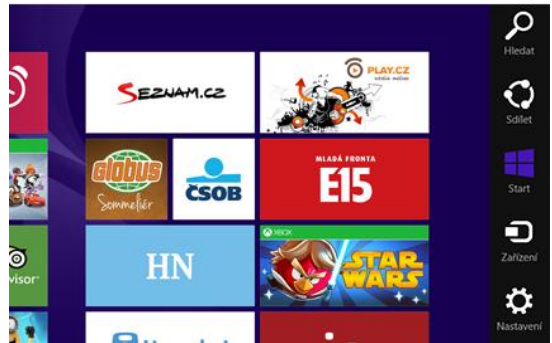 SEZNAM.CZ
PLAY.CZ
rádia online
Hledat
Sdílet
globus
Sommeliér
ČSOB
MLADÁ FRONTA
E15
Start
visor
HN
XBOX
STAR
WARS
Zařízení
Nastavení